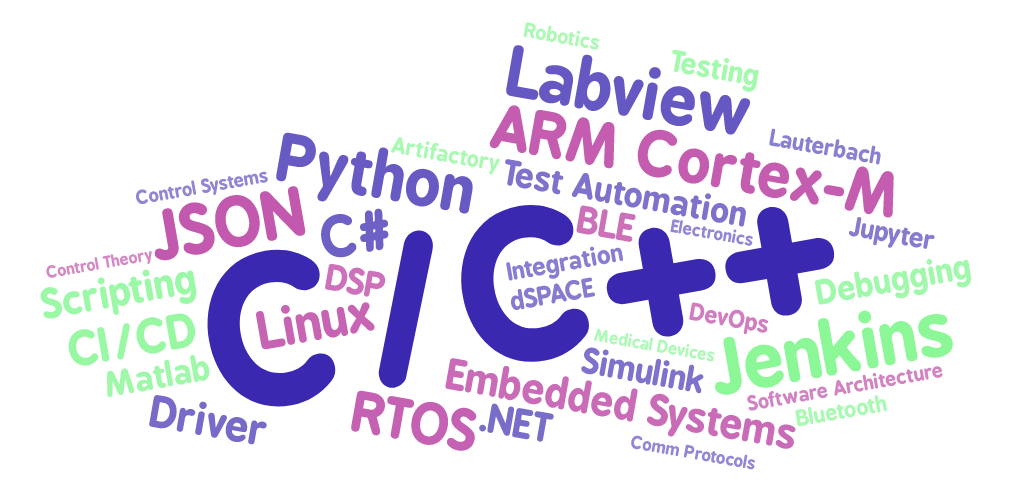 Robotics
Testing
Labview
ARM Cortex-M
Lauterbach
Artifactory
Python
Test Automation
Control Systems
JSON
C#
BLE
Electronics
Jupyter
Control Theory
Integration
dSPACE
DSP
C/C++
Scripting
Linux
Debugging
DevOps
CI/CD
Medical Devices
Jenkins
Matlab
Simulink
Embedded Systems
Software Architecture
Bluetooth
Driver
RTOS
.NET
Comm Protocols